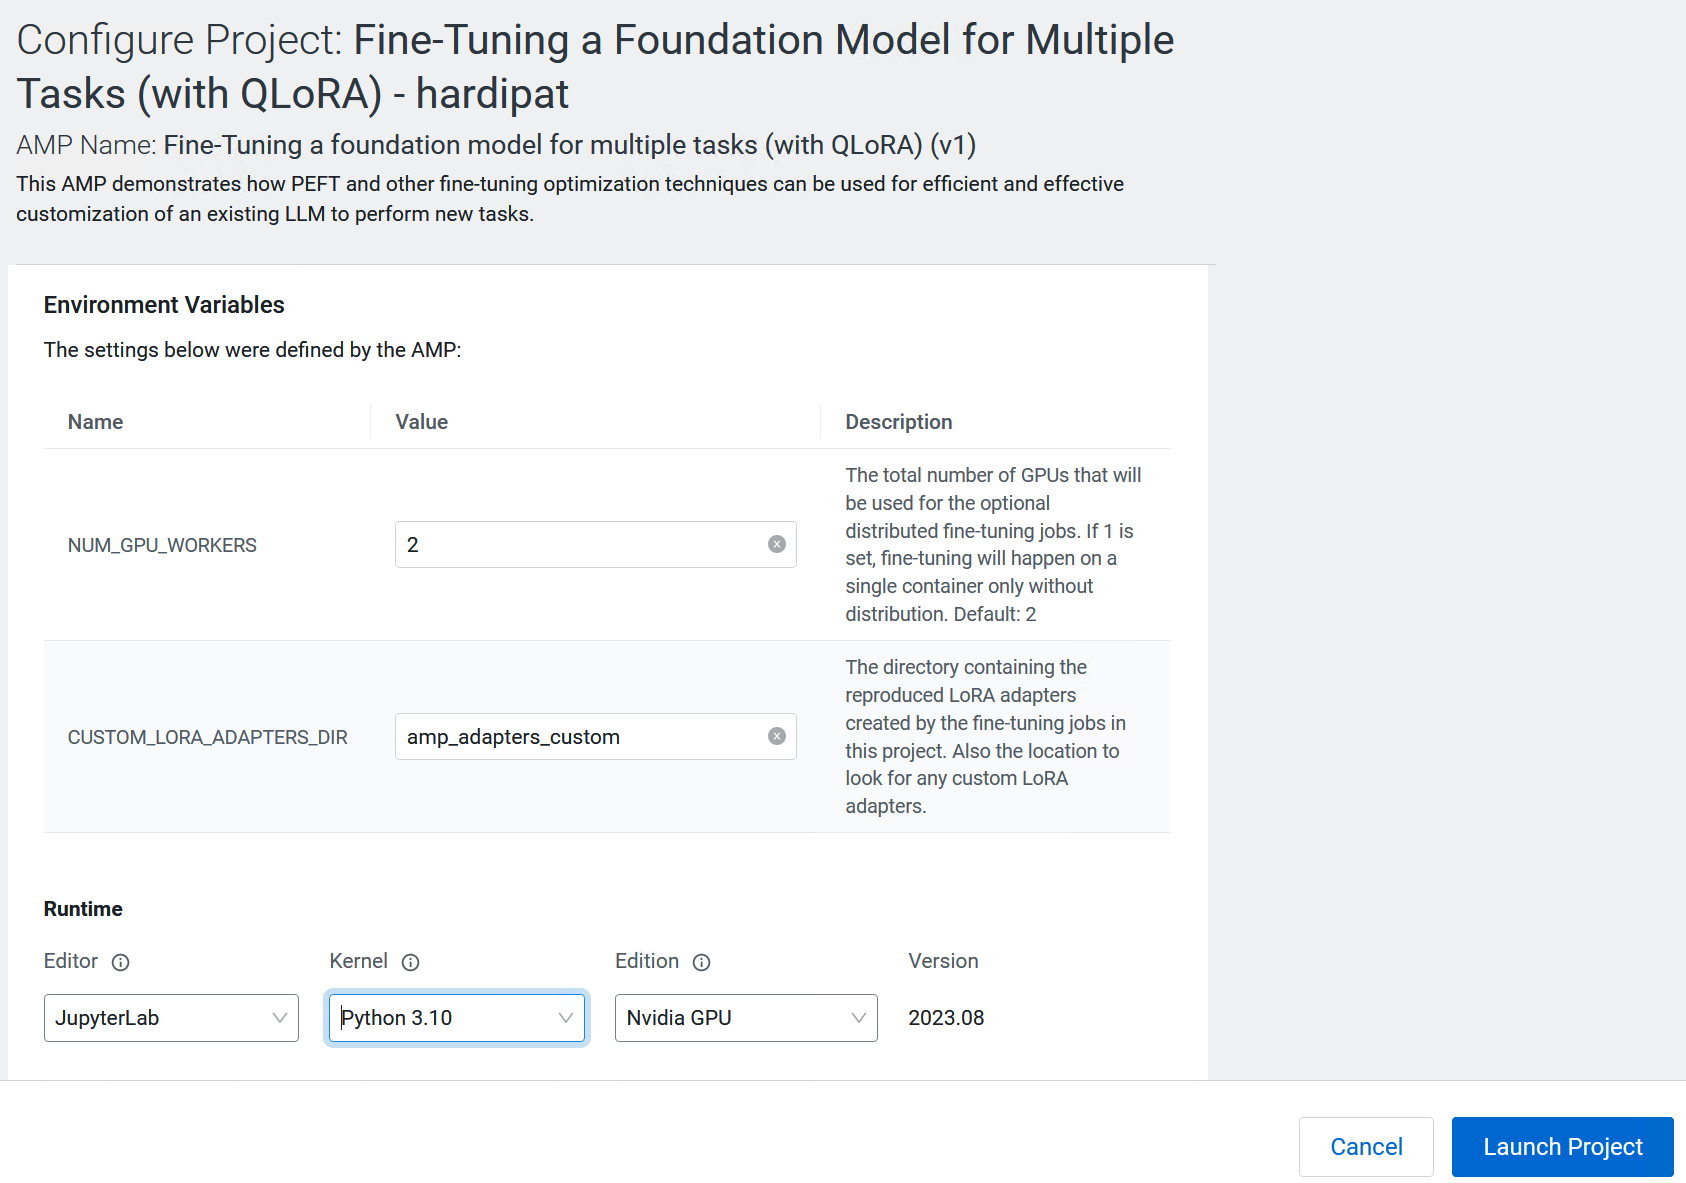 Configure Project: Fine-Tuning a Foundation Model for Multiple
Tasks (with QLoRA) - hardipat
AMP Name: Fine-Tuning a foundation model for multiple tasks (with QLoRA) (v1)
This AMP demonstrates how PEFT and other fine-tuning optimization techniques can be used for efficient and effective
customization of an existing LLM to perform new tasks.
Environment Variables
The settings below were defined by the AMP:
Name Value Description
NUM_GPU_WORKERS
2
The total number of GPUs that will
be used for the optional
distributed fine-tuning jobs. If 1 is
set, fine-tuning will happen on a
single container only without
distribution. Default: 2
CUSTOM_LORA_ADAPTERS_DIR
amp_adapters_custom
The directory containing the
reproduced LoRA adapters
created by the fine-tuning jobs in
this project. Also the location to
look for any custom LoRA
adapters.
Runtime
Editor Kernel Edition Version
JupyterLab Python 3.10 Nvidia GPU 2023.08
Cancel Launch Project